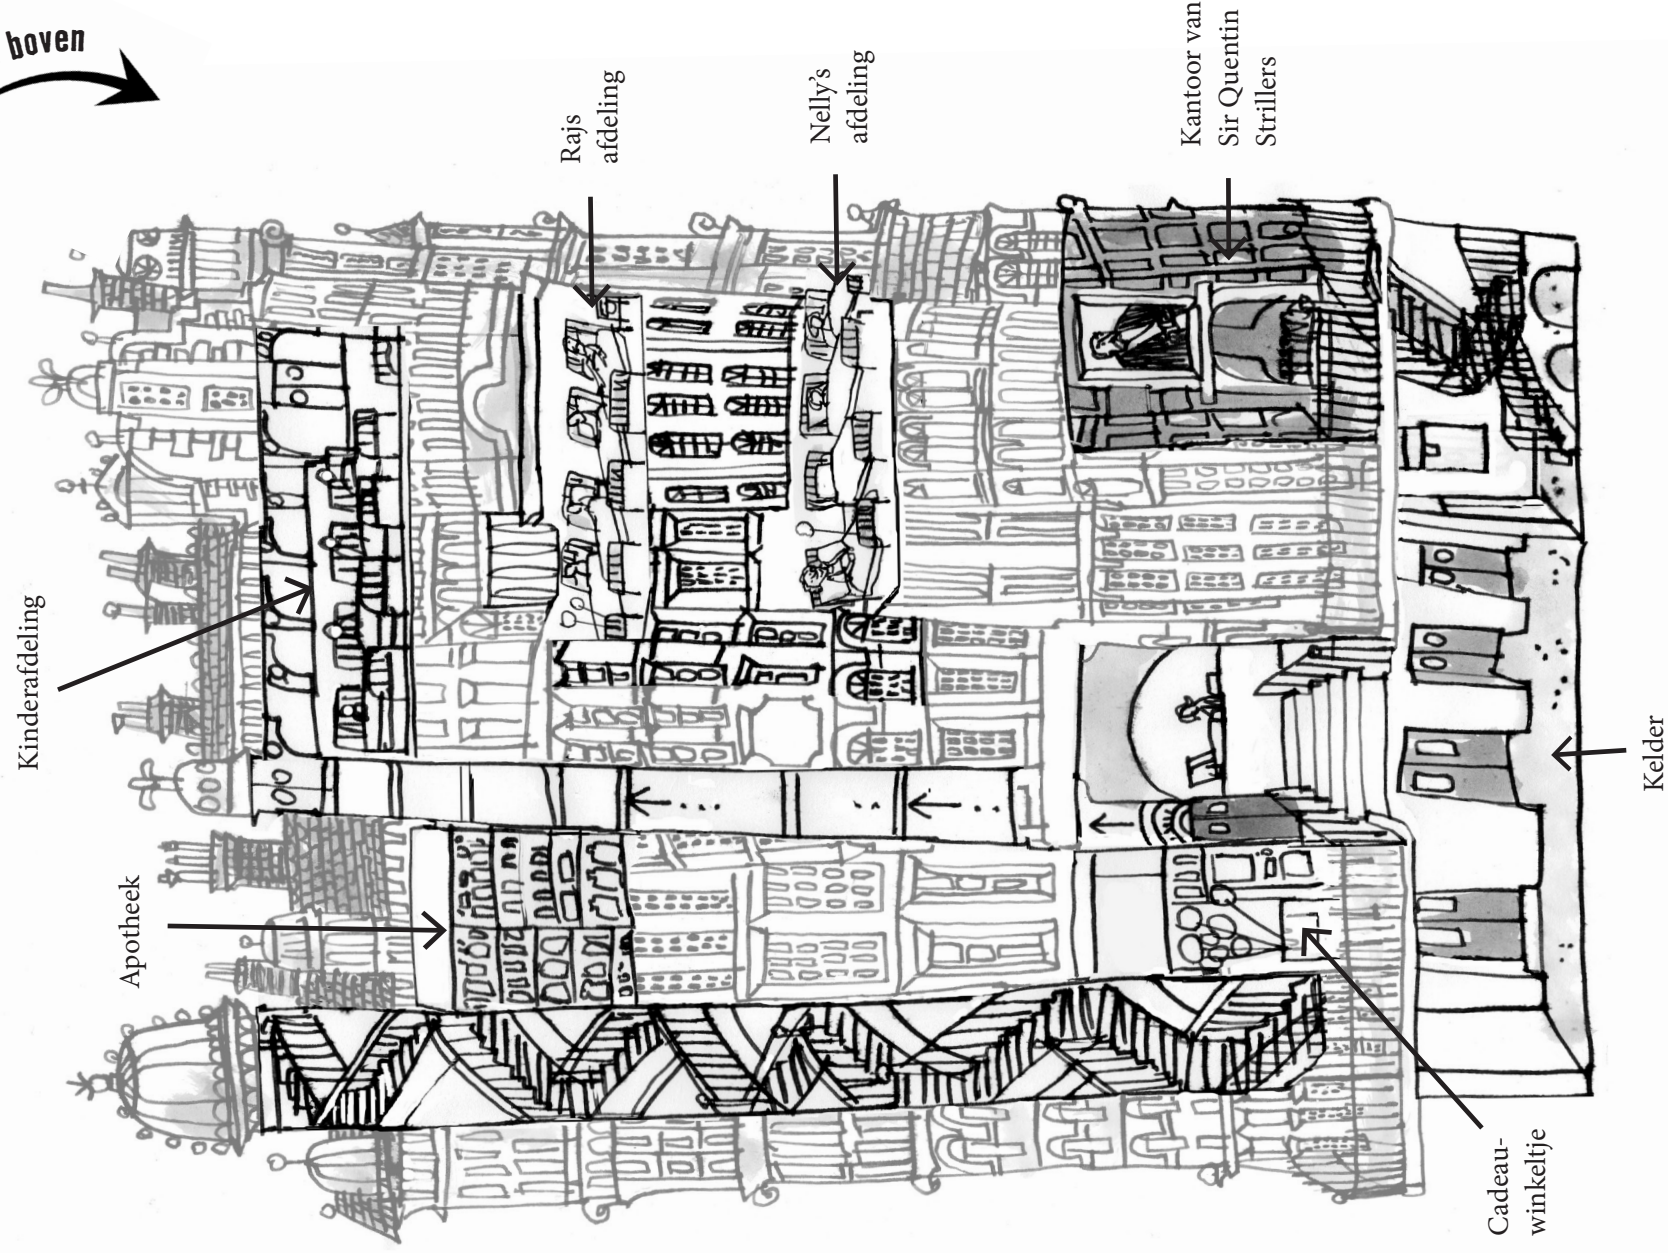 boven
Kinderafdeling
Apotheek
Rajs
afdeling
Nelly's
afdeling
Kantoor van
Sir Quentin
Strillers
Cadeau-
winkeltje
Kelder